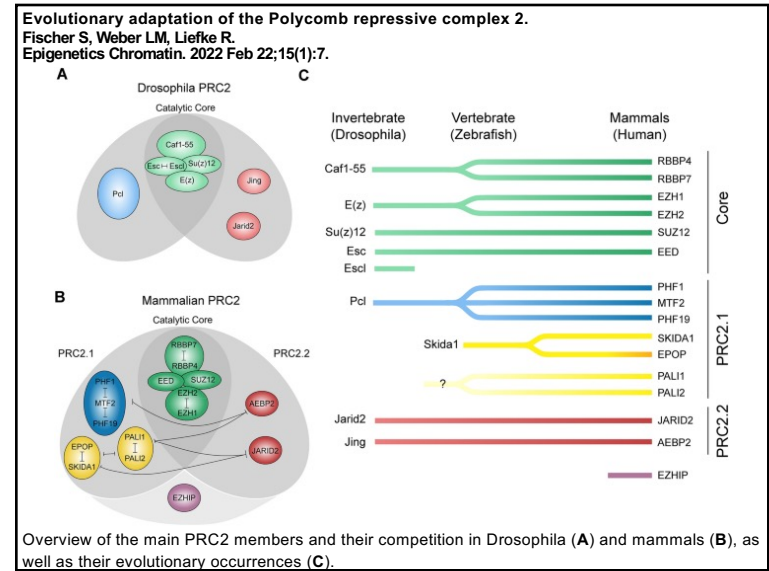 Evolutionary adaptation of the Polycomb repressive complex 2.
Fischer S, Weber LM, Liefke R.
Epigenetics Chromatin. 2022 Feb 22;15(1):7.
A
Drosophila PRC2
Catalytic Core
Caf1-55
Esc Escl Su(z)12
E(z)
Pcl
Jing
Jarid2
B
Mammalian PRC2
Catalytic Core
PRC2.1
PRC2.2
RBBP7
RBBP4
EED
SUZ12
EZH2
EZH1
PHF1
MTF2
PHF19
AEBP2
EPOP
SKIDA1
PALI1
PALI2
JARID2
EZHIP
C
Invertebrate
(Drosophila)
Vertebrate
(Zebrafish)
Mammals
(Human)
Caf1-55
RBBP4
RBBP7
E(z)
EZH1
EZH2
Su(z)12
SUZ12
Esc
EED
Escl
Core
Pcl
PHF1
MTF2
PHF19
Skida1
SKIDA1
EPOP
?
PALI1
PALI2
PRC2.1
Jarid2
JARID2
Jing
AEBP2
PRC2.2
EZHIP
Overview of the main PRC2 members and their competition in Drosophila (A) and mammals (B), as
well as their evolutionary occurrences (C).